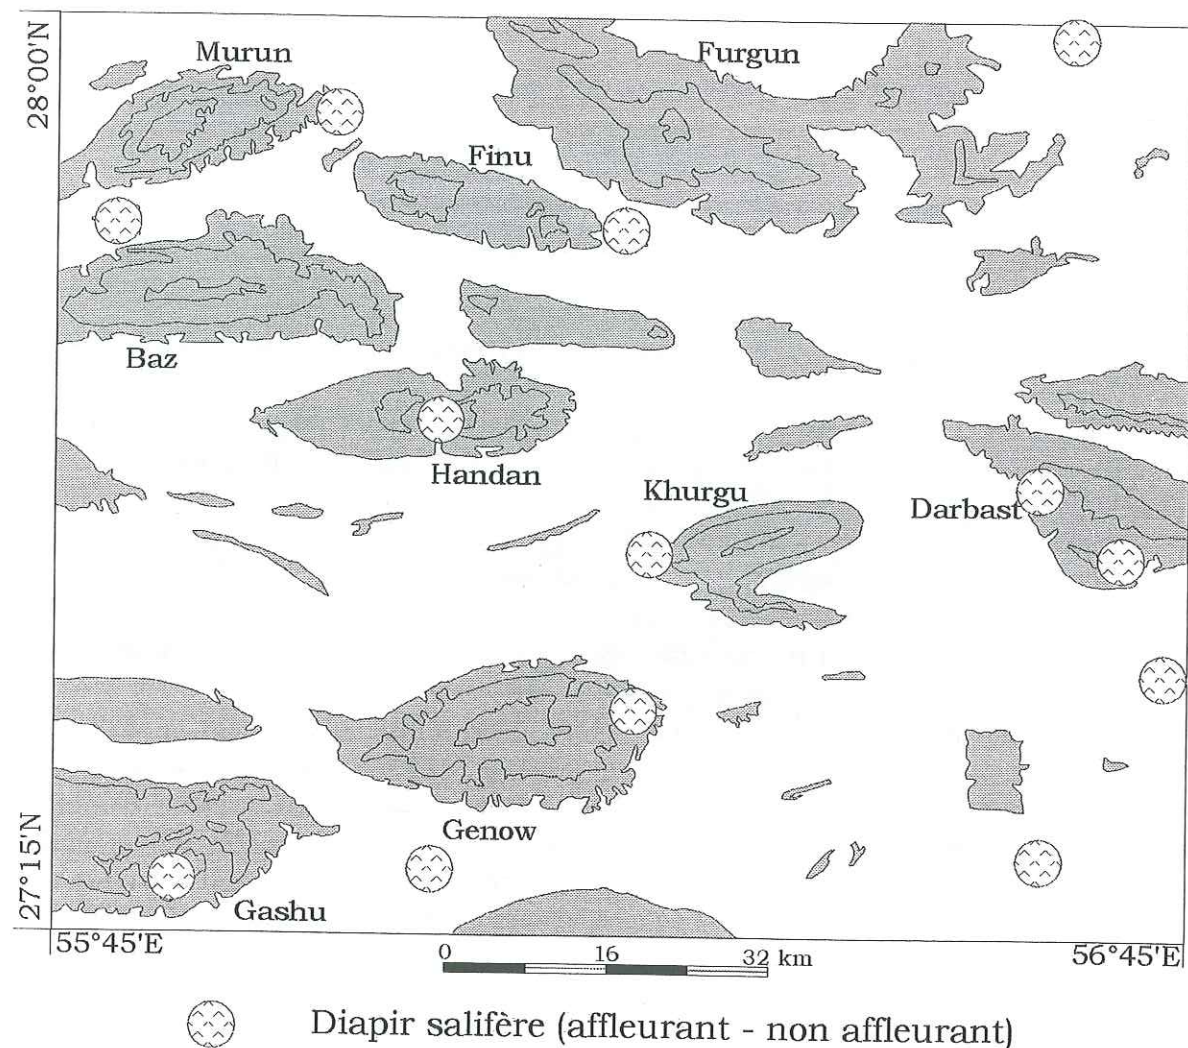 28°00'N
Murun
Furgun
Finu
Baz
Handan
Khurgu
Darbast
Genow
27°15'N
Gashu
55°45'E
0 16 32 km
56°45'E
Diapir salifère (affleurant - non affleurant)